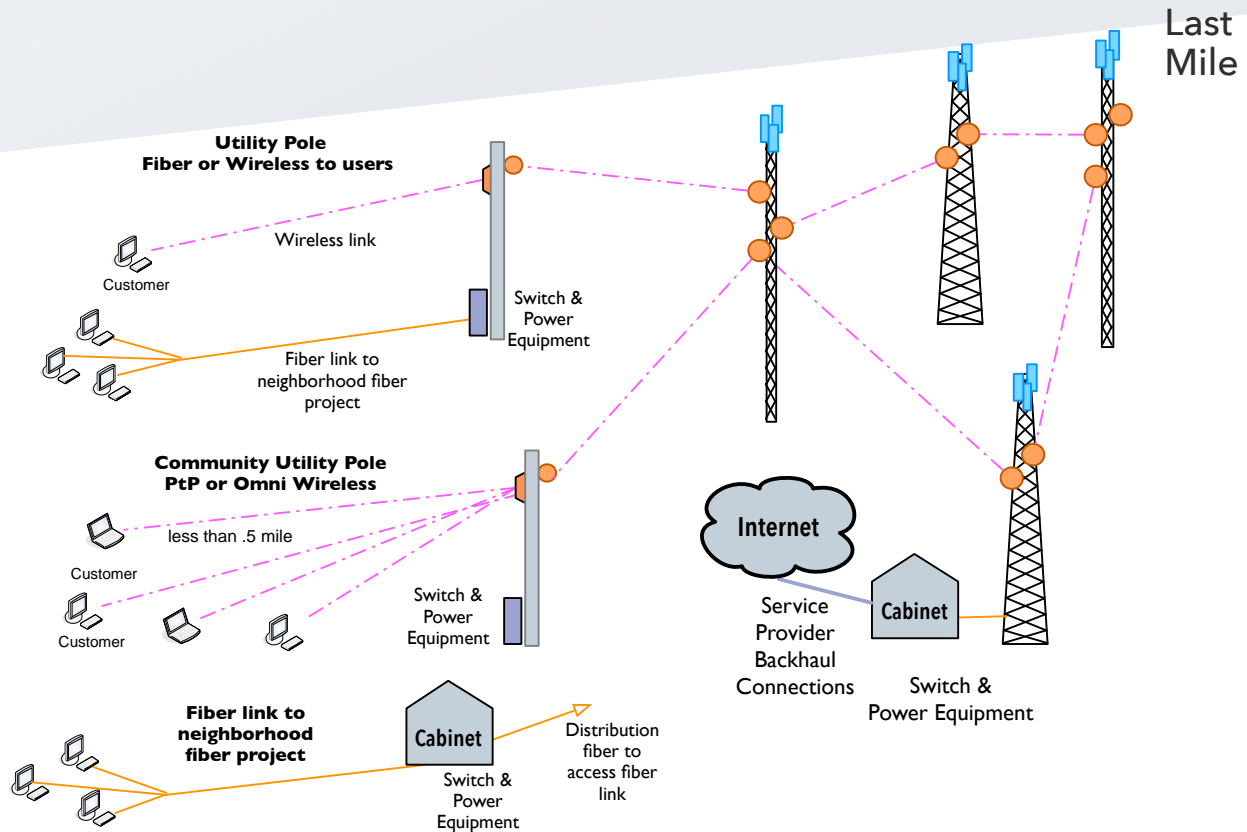 Last
Mile
Utility Pole
Fiber or Wireless to users
Wireless link
Customer
Switch &
Power
Equipment
Fiber link to
neighborhood fiber
project
Community Utility Pole
PtP or Omni Wireless
less than .5 mile
Customer
Customer
Switch &
Power
Equipment
Internet
Cabinet
Service
Provider
Backhaul
Connections
Switch &
Power Equipment
Fiber link to
neighborhood
fiber project
Cabinet
Switch &
Power
Equipment
Distribution
fiber to
access fiber
link